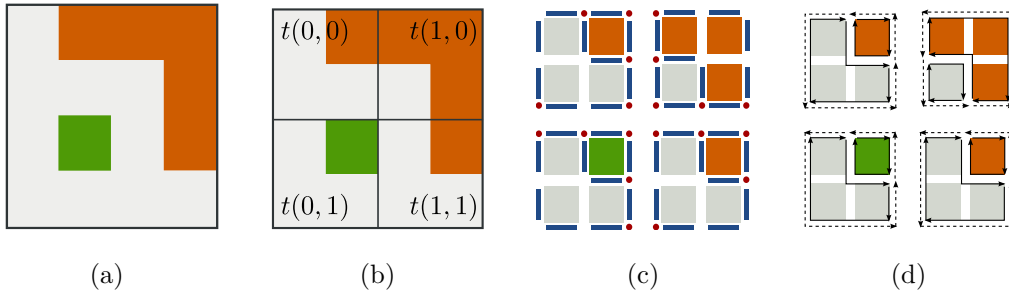 t(0, 0) t(1, 0)
t(0, 1) t(1, 1)
(a) (b) (c) (d)